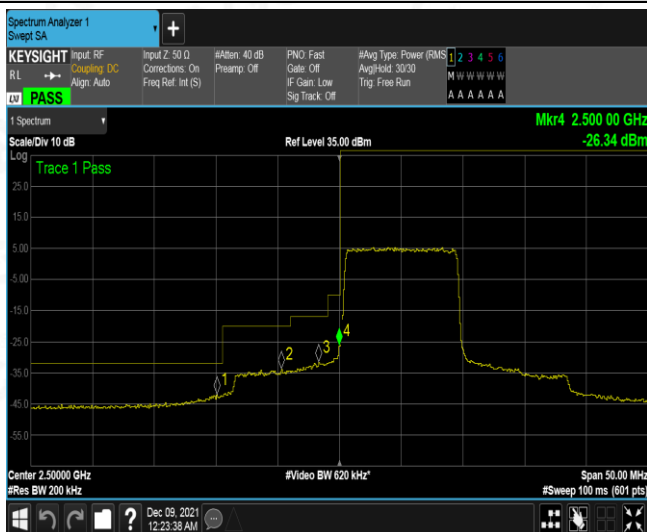 Spectrum Analyzer 1
Swept SA
+
KEYSIGHT
RL
LXI PASS
Input: RF
Coupling: DC
Align: Auto
Input Z: 50 Ω
Corrections: On
Freq Ref: Int (S)
#Atten: 40 dB
Preamp: Off
PNO: Fast
Gate: Off
IF Gain: Low
Sig Track: Off
#Avg Type: Power (RMS
Avg|Hold: 30/30
Trig: Free Run
1 2 3 4 5 6
M W W W W W
A A A A A A
1 Spectrum
Scale/Div 10 dB
Ref Level 35.00 dBm
Mkr4 2.500 00 GHz
-26.34 dBm
Log
Trace 1 Pass
25.0
15.0
5.00
-5.00
-15.0
-25.0
-35.0
-45.0
-55.0
1
2
3
4
Center 2.50000 GHz
#Res BW 200 kHz
#Video BW 620 kHz*
Span 50.00 MHz
#Sweep 100 ms (601 pts)
?
Dec 09, 2021
12:23:38 AM